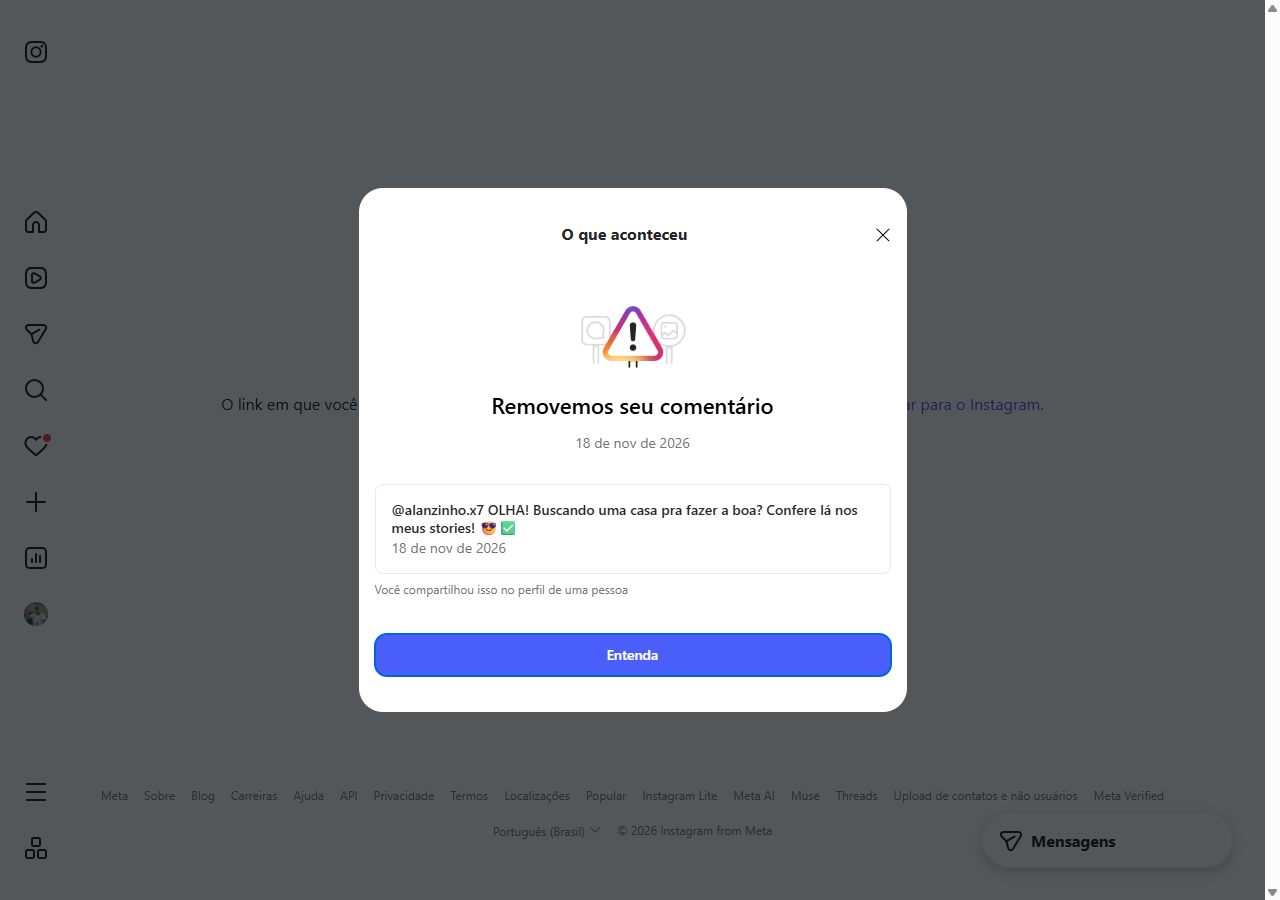 O que aconteceu
Removemos seu comentário
18 de nov de 2026
O link em que você
ar para o Instagram.
@alanzinho.x7 OLHA! Buscando uma casa pra fazer a boa? Confere lá nos
meus stories! 😎 ✅
18 de nov de 2026
Você compartilhou isso no perfil de uma pessoa
Entenda
Meta Sobre Blog Carreiras Ajuda API Privacidade Termos Localizações Popular Instagram Lite Meta AI Muse Threads Upload de contatos e não usuários Meta Verified
Português (Brasil) © 2026 Instagram from Meta
Mensagens